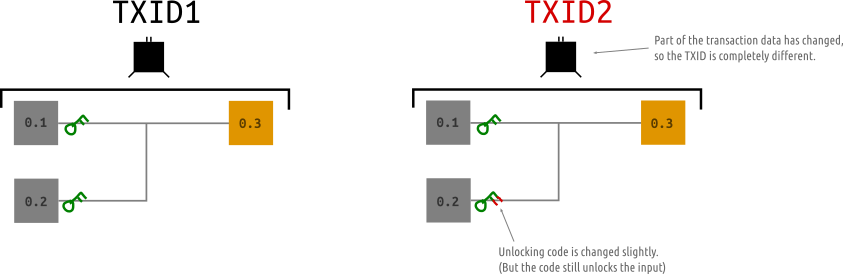 TXID1
TXID2
Part of the transaction data has changed,
so the TXID is completely different.
0.1
0.3
0.1
0.3
0.2
0.2
Unlocking code is changed slightly.
(But the code still unlocks the input)